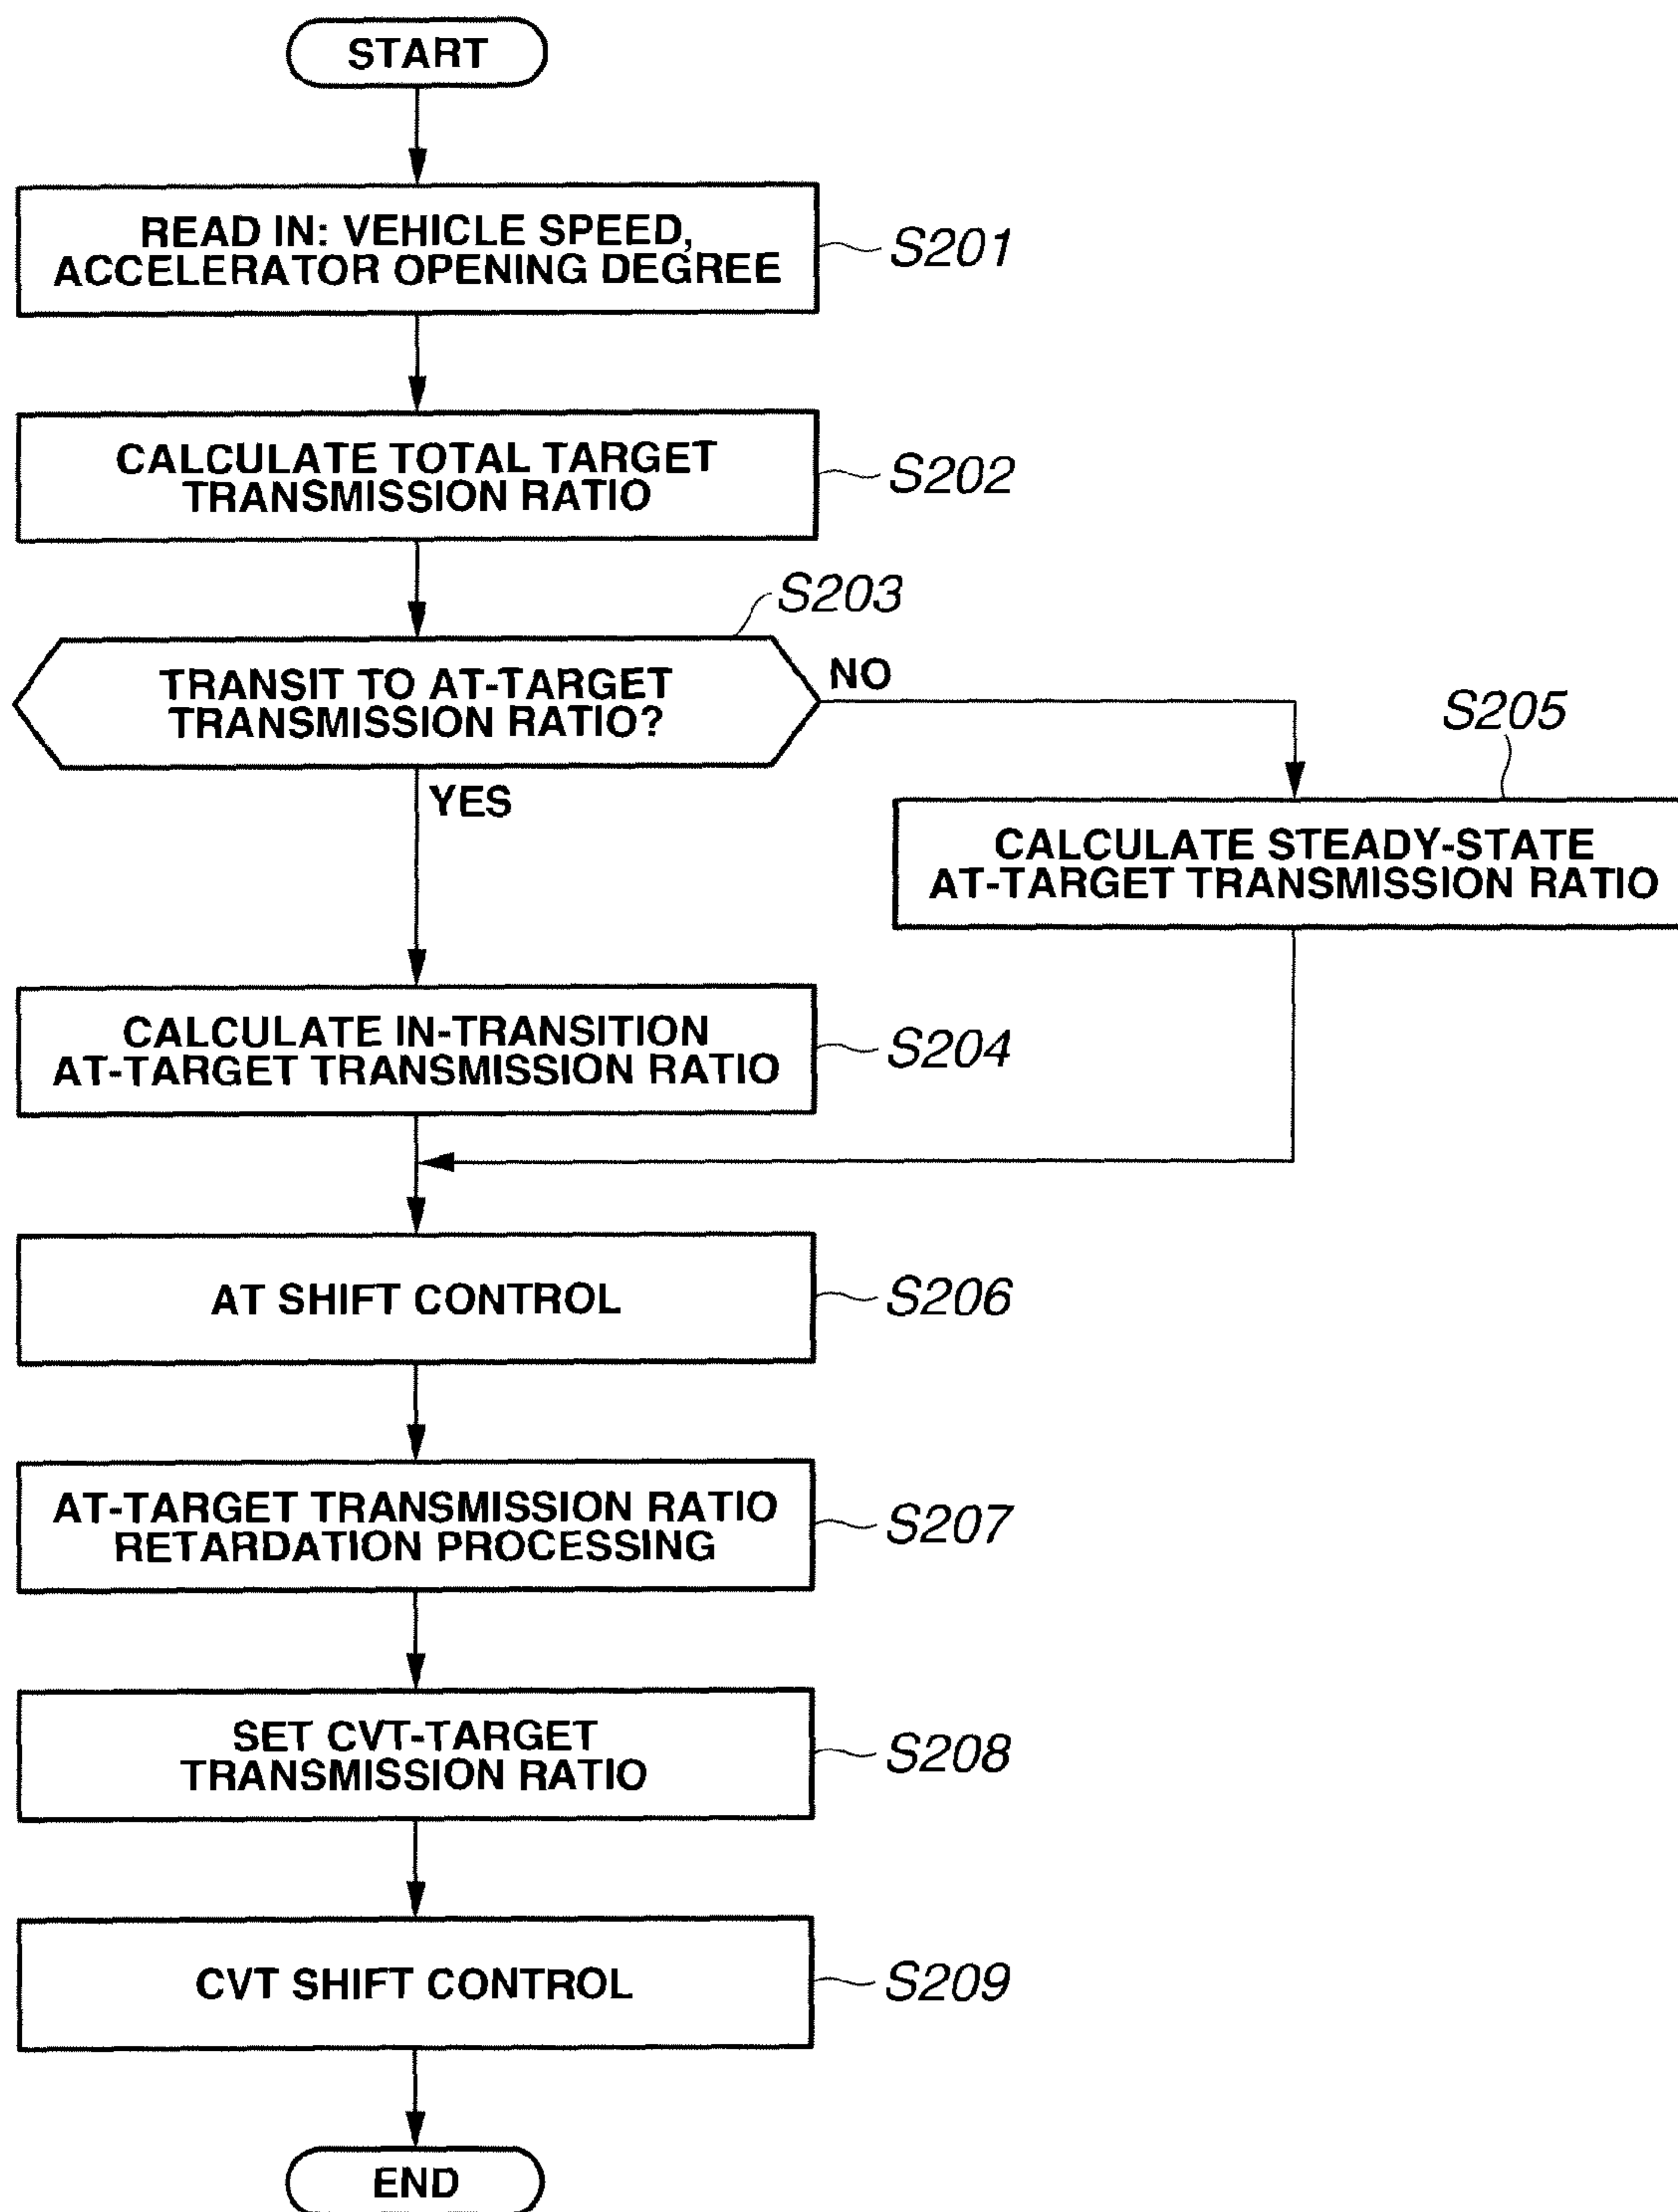 START
READ IN: VEHICLE SPEED,
ACCELERATOR OPENING DEGREE
S201
CALCULATE TOTAL TARGET
TRANSMISSION RATIO
S202
S203
TRANSIT TO AT-TARGET
TRANSMISSION RATIO?
NO
YES
S205
CALCULATE STEADY-STATE
AT-TARGET TRANSMISSION RATIO
CALCULATE IN-TRANSITION
AT-TARGET TRANSMISSION RATIO
S204
AT SHIFT CONTROL
S206
AT-TARGET TRANSMISSION RATIO
RETARDATION PROCESSING
S207
SET CVT-TARGET
TRANSMISSION RATIO
S208
CVT SHIFT CONTROL
S209
END